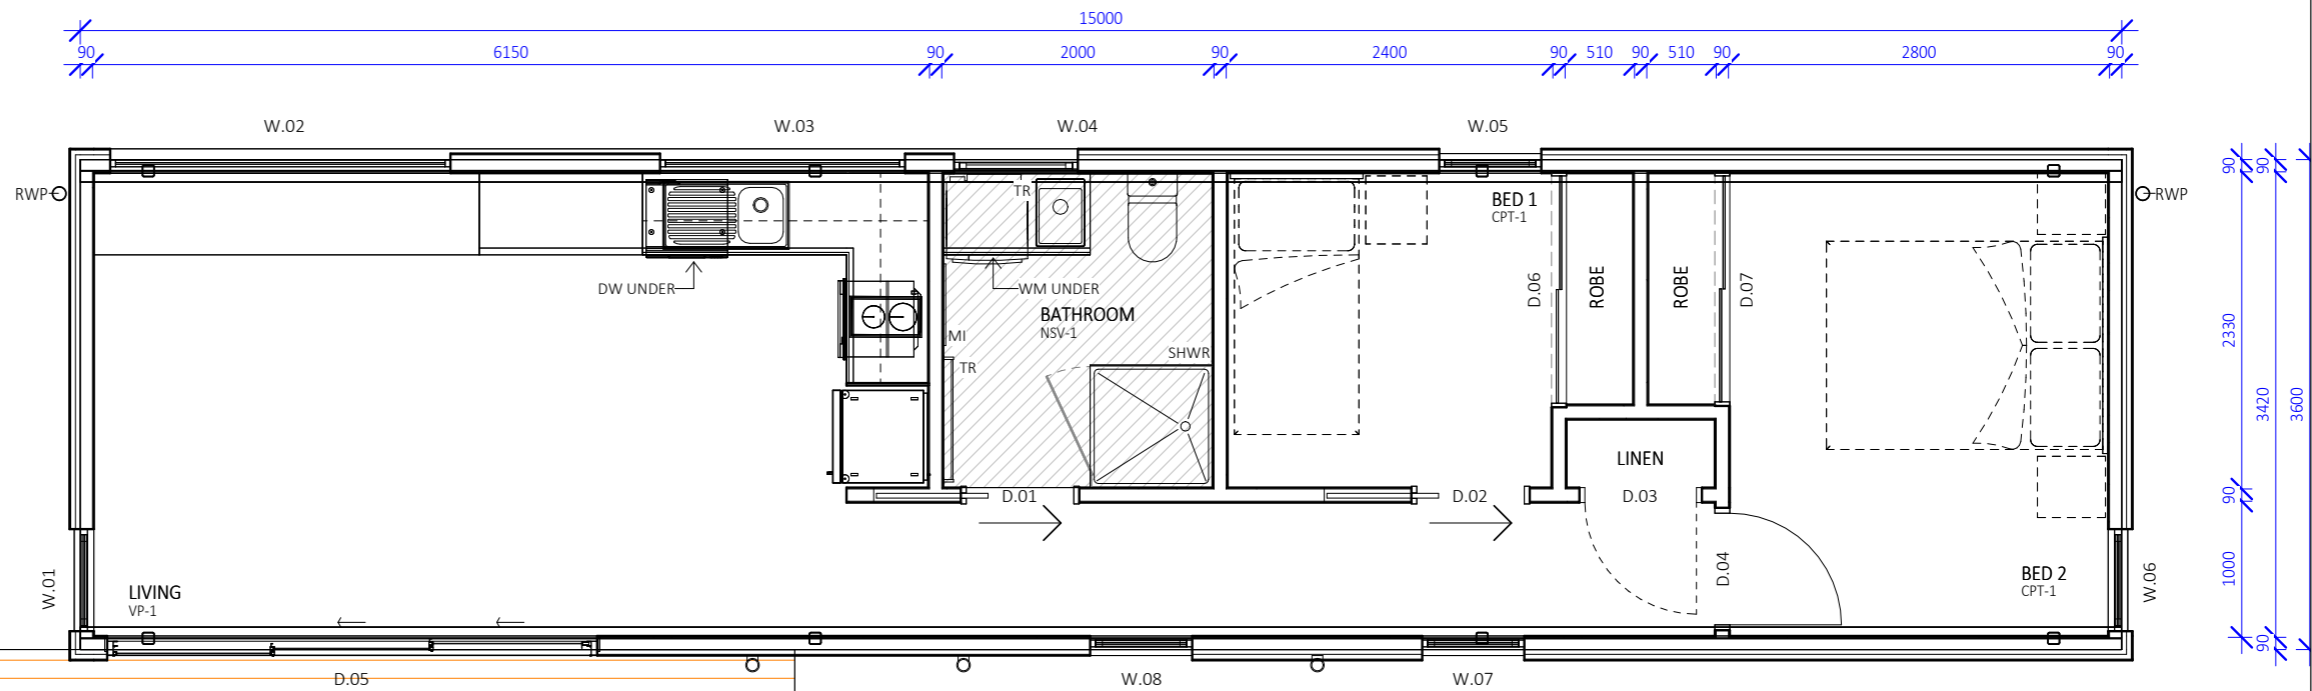 15000
90 6150 90 2000 90 2400 90 510 90 510 90 2800 90
W.02 W.03 W.04 W.05
RWP
TR
BED 1
CPT-1
RWP
DW UNDER
WM UNDER
BATHROOM
NSV-1
MI
TR
SHWR
D.06
ROBE
ROBE
D.07
LINEN
D.01
D.02
D.03
D.04
W.01
LIVING
VP-1
BED 2
CPT-1
W.06
D.05
W.08
W.07
90
2330
90
1000
90
3420
90
3600